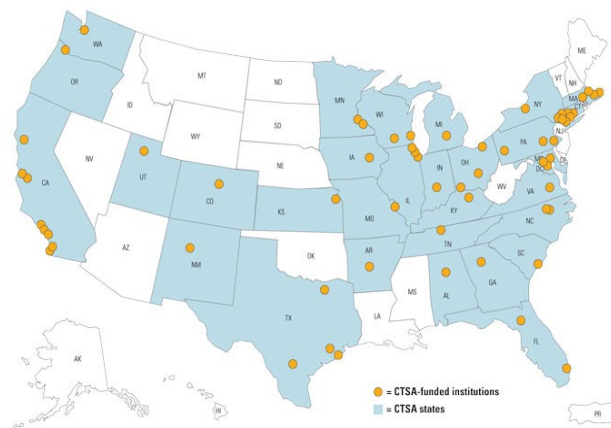 WA
MT
ND
MN
ME
VT
NH
OR
ID
SD
WI
MI
NY
MA
CT
WY
IA
PA
NJ
NE
NV
UT
CO
IL
IN
OH
DE
DC
WV
VA
CA
KS
MO
KY
NC
TN
AZ
NM
OK
AR
SC
MS
AL
GA
TX
LA
FL
AK
HI
PR
= CTSA-funded institutions
= CTSA states